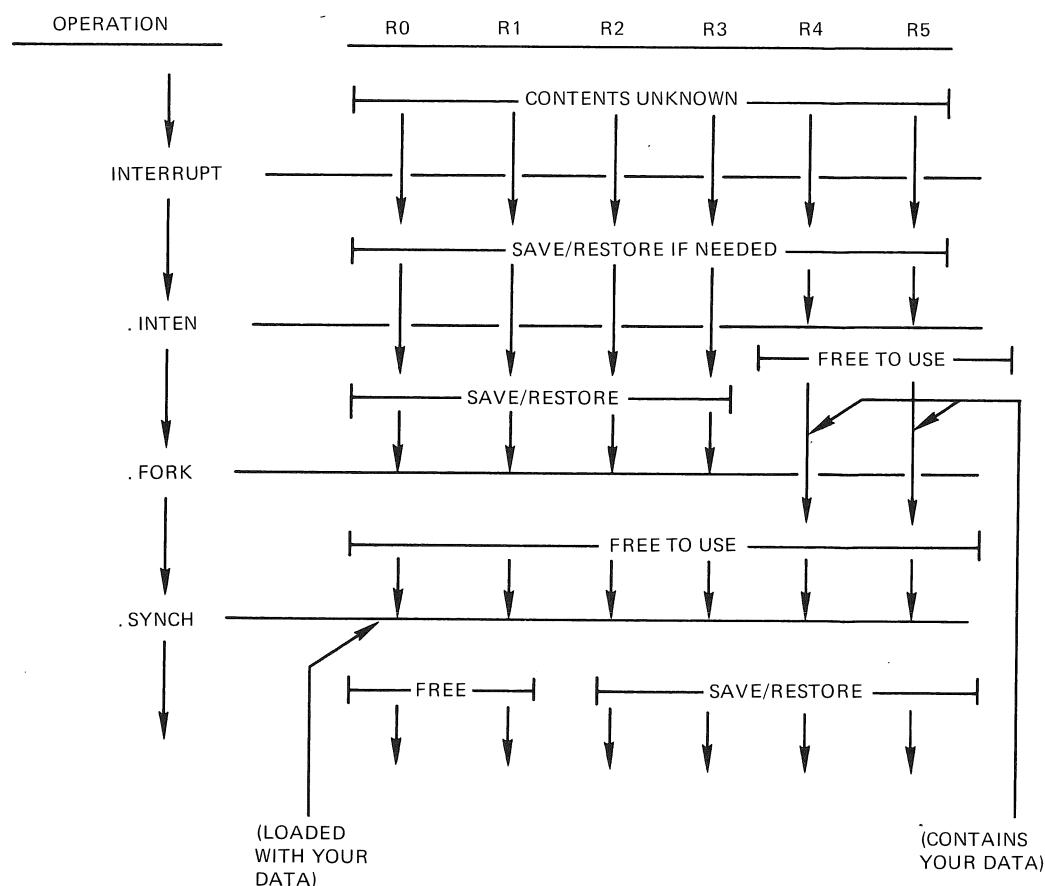 OPERATION R0 R1 R2 R3 R4 R5
CONTENTS UNKNOWN
INTERRUPT
SAVE/RESTORE IF NEEDED
.INTEN
FREE TO USE
SAVE/RESTORE
.FORK
FREE TO USE
.SYNCH
FREE SAVE/RESTORE
(LOADED
WITH YOUR
DATA)
(CONTAINS
YOUR DATA)